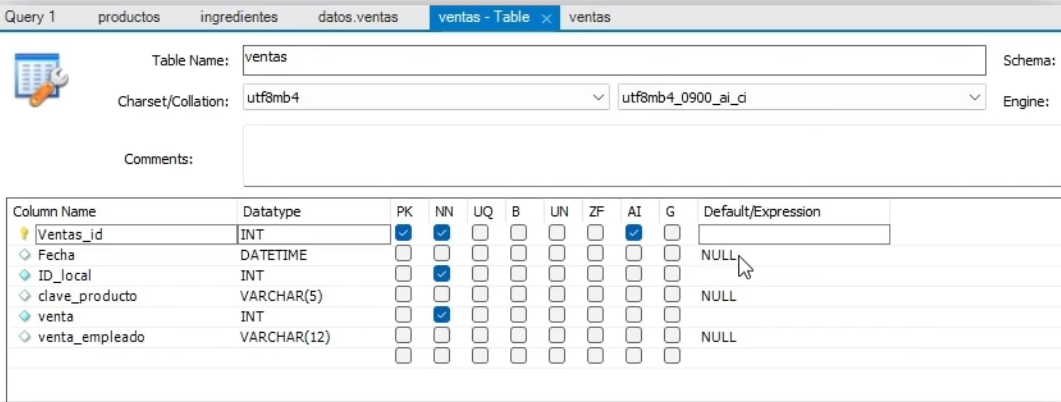 Query 1 productos ingredientes datos.ventas ventas - Table × ventas
Table Name: ventas Schema:
Charset/Collation: utf8mb4 utf8mb4_0900_ai_ci Engine:
Comments:
Column Name Datatype PK NN UQ B UN ZF AI G Default/Expression
Ventas_id INT
Fecha DATETIME NULL
ID_local INT
clave_producto VARCHAR(5) NULL
venta INT
venta_empleado VARCHAR(12) NULL